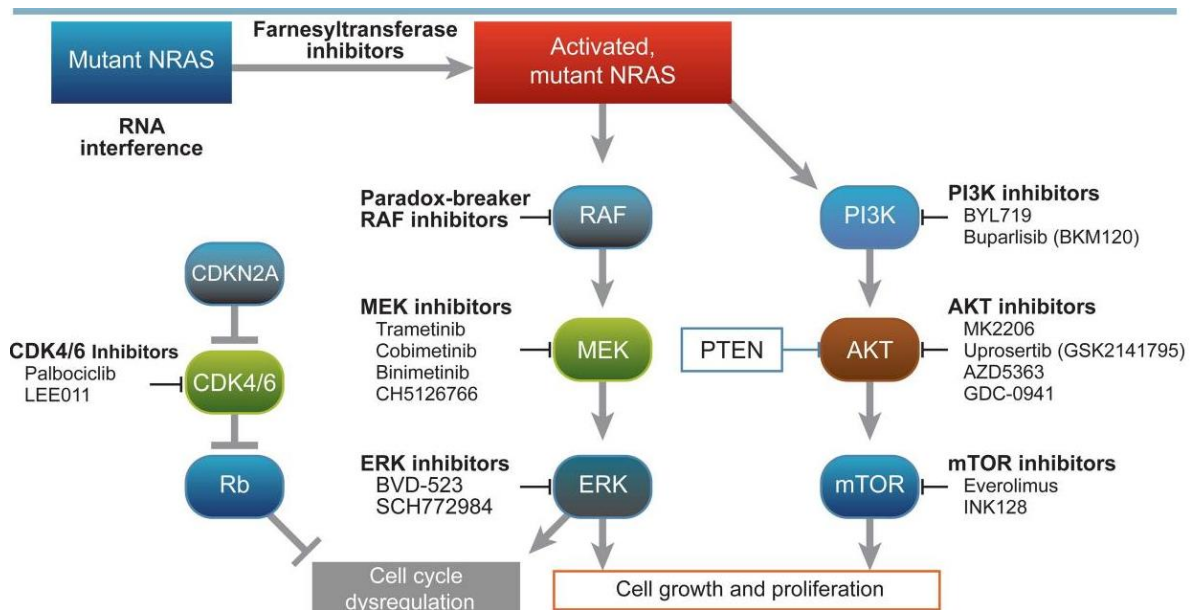 Mutant NRAS
Farnesyltransferase
inhibitors
Activated,
mutant NRAS
RNA
interference
Paradox-breaker
RAF inhibitors
RAF
PI3K
PI3K inhibitors
BYL719
Buparlisib (BKM120)
CDKN2A
CDK4/6 Inhibitors
Palbociclib
LEE011
CDK4/6
MEK inhibitors
Trametinib
Cobimetinib
Binimetinib
CH5126766
MEK
PTEN
AKT
AKT inhibitors
MK2206
Uprosertib (GSK2141795)
AZD5363
GDC-0941
Rb
ERK inhibitors
BVD-523
SCH772984
ERK
mTOR
mTOR inhibitors
Everolimus
INK128
Cell cycle
dysregulation
Cell growth and proliferation